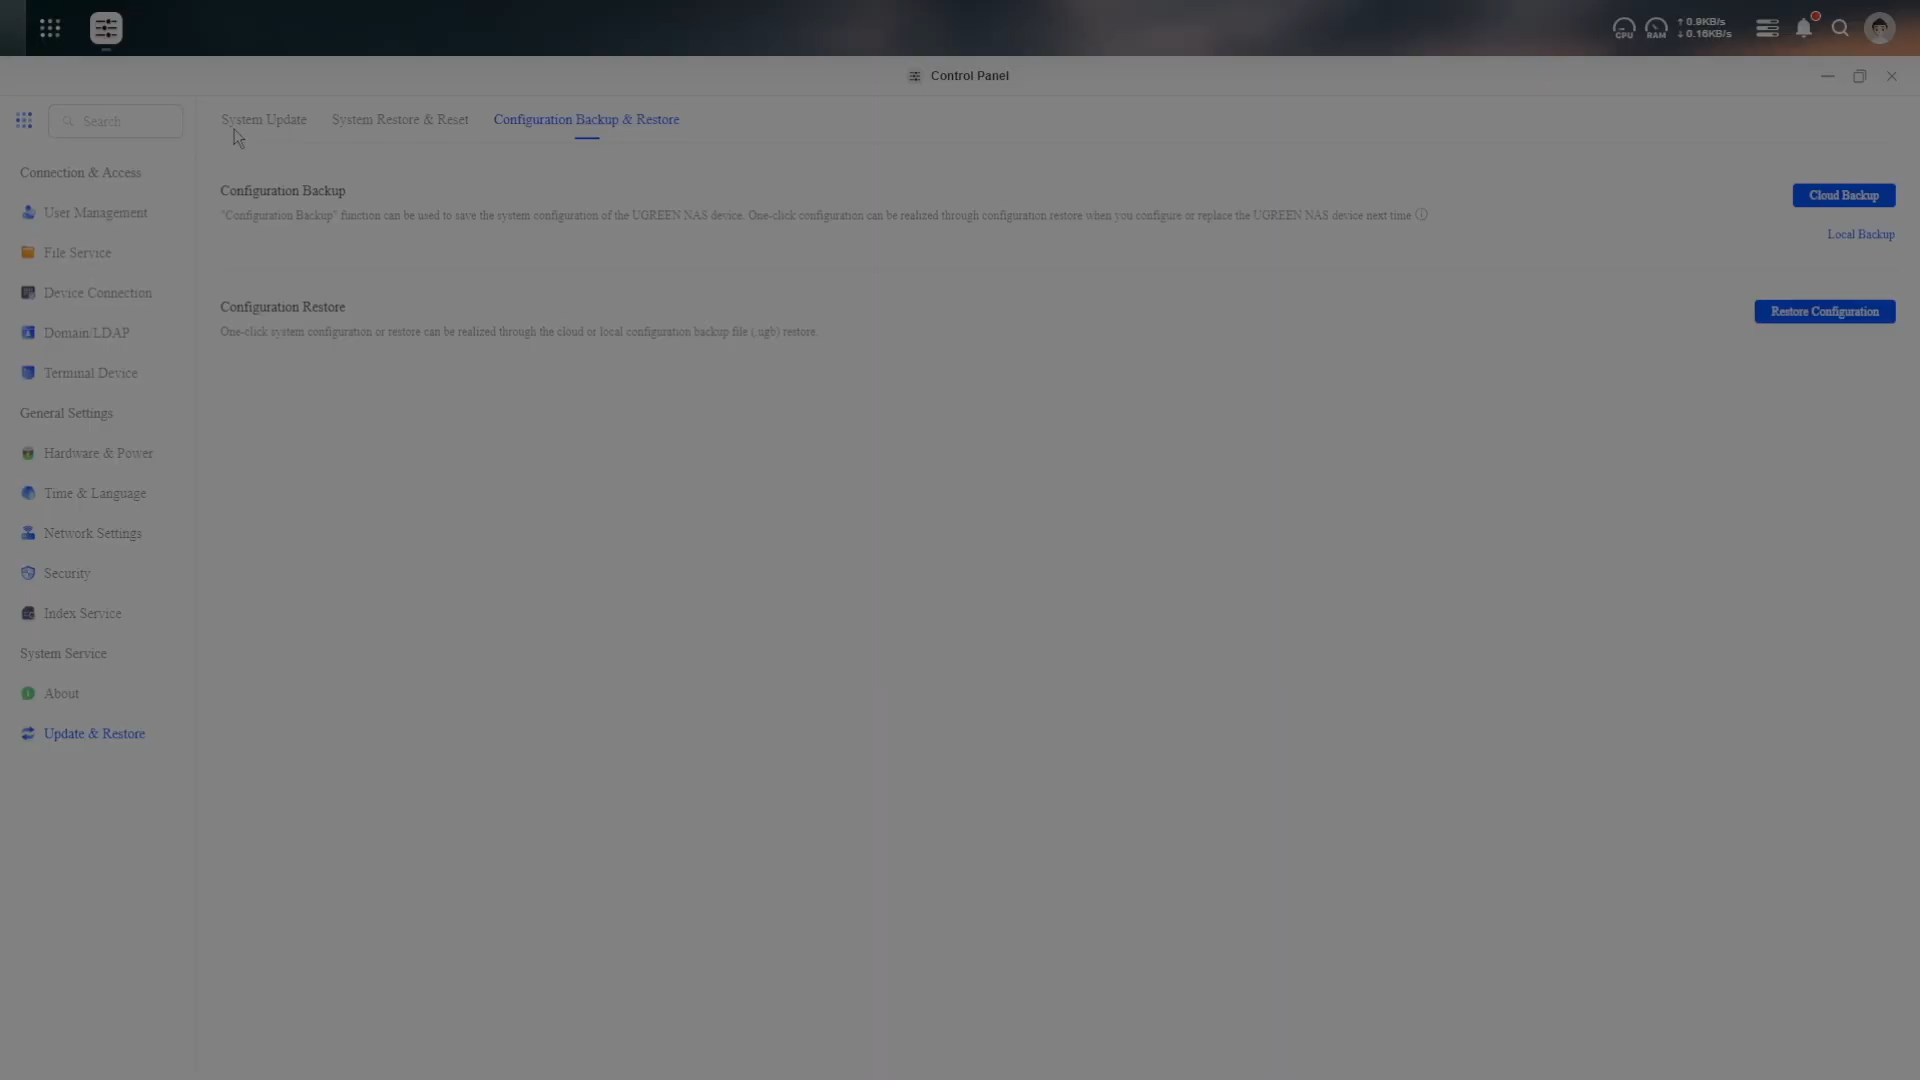 CPU
RAM
↑ 0.9KB/s
↓ 0.16KB/s
Control Panel
Search
System Update
System Restore & Reset
Configuration Backup & Restore
Connection & Access
User Management
File Service
Device Connection
Domain/LDAP
Terminal Device
General Settings
Hardware & Power
Time & Language
Network Settings
Security
Index Service
System Service
About
Update & Restore
Configuration Backup
"Configuration Backup" function can be used to save the system configuration of the UGREEN NAS device. One-click configuration can be realized through configuration restore when you configure or replace the UGREEN NAS device next time
Cloud Backup
Local Backup
Configuration Restore
One-click system configuration or restore can be realized through the cloud or local configuration backup file (.ugb) restore.
Restore Configuration